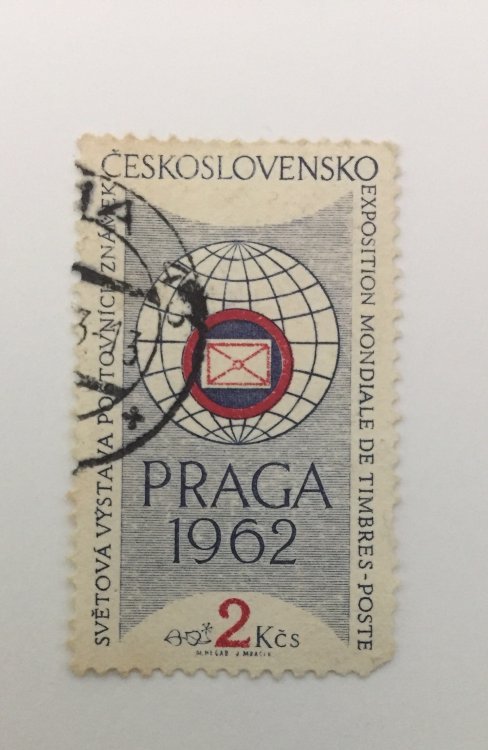 ČESKOSLOVENSKO
SVĚTOVÁ VÝSTAVA POŠTOVNÍCH ZNÁMEK
EXPOSITION MONDIALE DE TIMBRES-POSTE
PRAGA
1962
2 Kčs